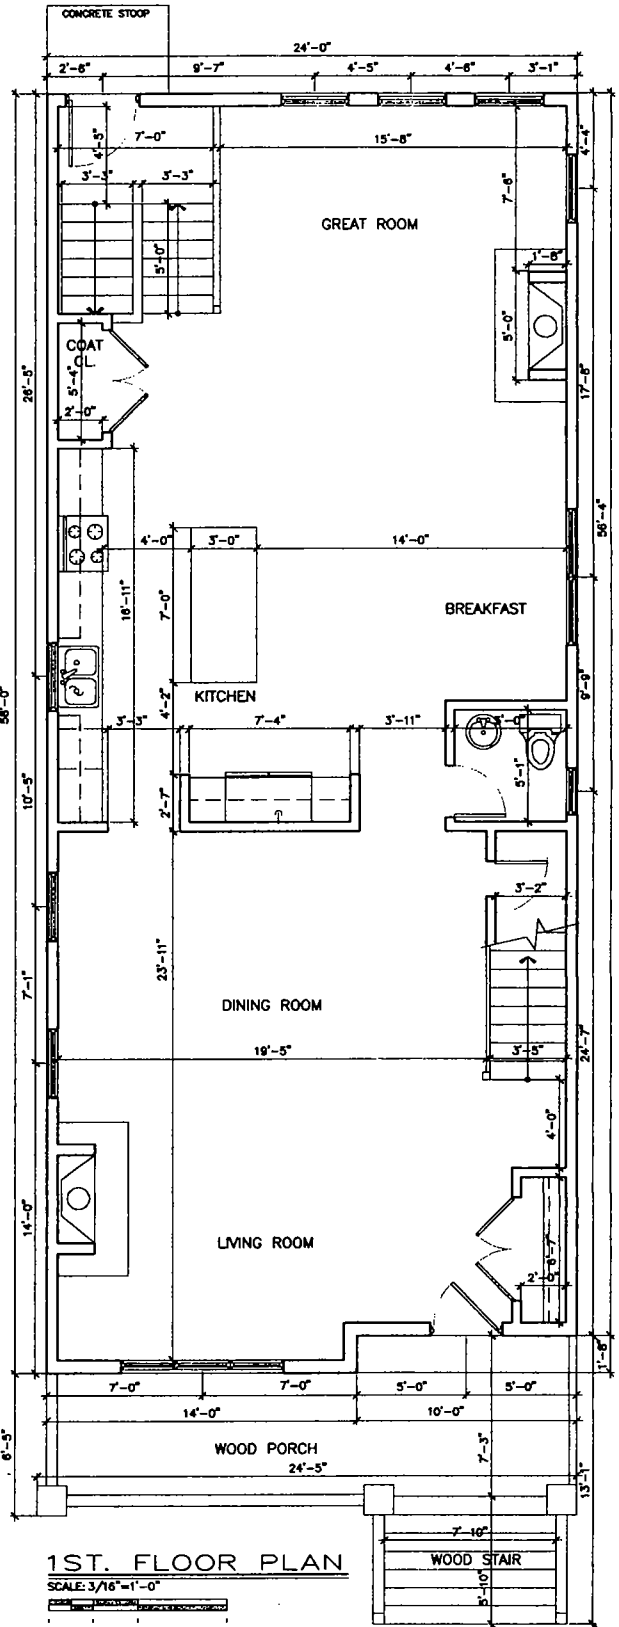 CONCRETE STOOP
24'-0"
2'-6" 9'-7" 4'-5" 4'-6" 3'-1"
4'-5" 7'-0" 15'-8" 4'-4"
3'-3" 3'-3" 7'-6"
GREAT ROOM
5'-0" 1'-8"
5'-0"
COAT
CL.
5'-4" 17'-8"
26'-5"
2'-0"
56'-4"
4'-0" 3'-0" 14'-0"
16'-11"
7'-0"
BREAKFAST
KITCHEN
58'-0" 4'-2" 9'-9"
3'-3" 7'-4" 3'-11" 5'-0"
5'-1"
10'-5" 2'-7"
3'-2"
23'-11"
7'-1"
DINING ROOM
19'-5" 3'-5" 24'-7"
4'-0"
14'-0"
LIVING ROOM
6'-7"
2'-0"
1'-8"
7'-0" 7'-0" 5'-0" 5'-0"
14'-0" 10'-0"
6'-5" WOOD PORCH 7'-3"
24'-5"
13'-1"
7'-10"
1ST. FLOOR PLAN WOOD STAIR
SCALE: 3/16"=1'-0"
5'-10"